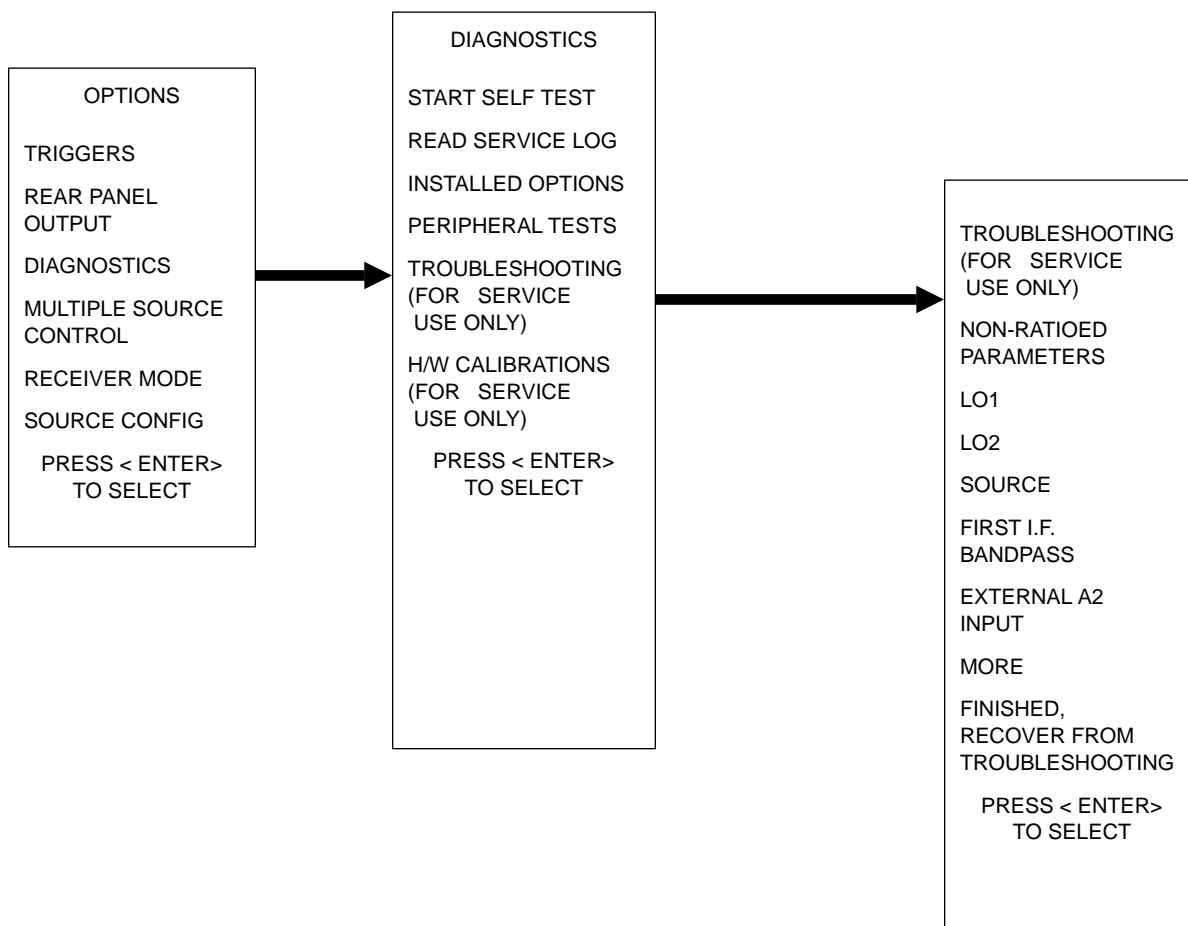 OPTIONS
TRIGGERS
REAR PANEL
OUTPUT
DIAGNOSTICS
MULTIPLE SOURCE
CONTROL
RECEIVER MODE
SOURCE CONFIG
PRESS < ENTER>
TO SELECT
DIAGNOSTICS
START SELF TEST
READ SERVICE LOG
INSTALLED OPTIONS
PERIPHERAL TESTS
TROUBLESHOOTING
(FOR SERVICE
USE ONLY)
H/W CALIBRATIONS
(FOR SERVICE
USE ONLY)
PRESS < ENTER>
TO SELECT
TROUBLESHOOTING
(FOR SERVICE
USE ONLY)
NON-RATIOED
PARAMETERS
LO1
LO2
SOURCE
FIRST I.F.
BANDPASS
EXTERNAL A2
INPUT
MORE
FINISHED,
RECOVER FROM
TROUBLESHOOTING
PRESS < ENTER>
TO SELECT